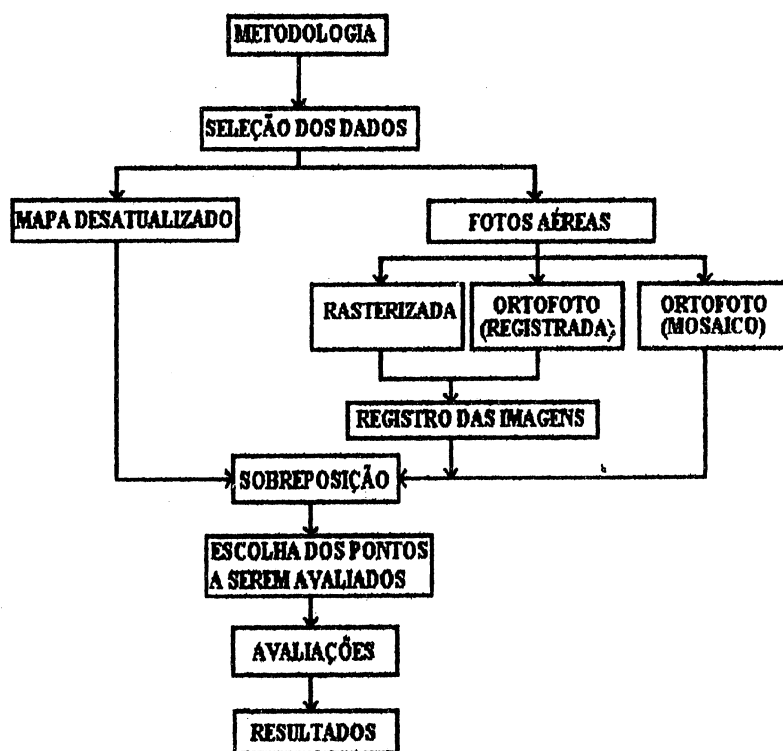 METODOLOGIA
SELEÇÃO DOS DADOS
MAPA DESATUALIZADO
FOTOS AÉREAS
RASTERIZADA
ORTOFOTO
(REGISTRADA)
ORTOFOTO
(MOSAICO)
REGISTRO DAS IMAGENS
SOBREPOSIÇÃO
ESCOLHA DOS PONTOS
A SEREM AVALIADOS
AVALIAÇÕES
RESULTADOS